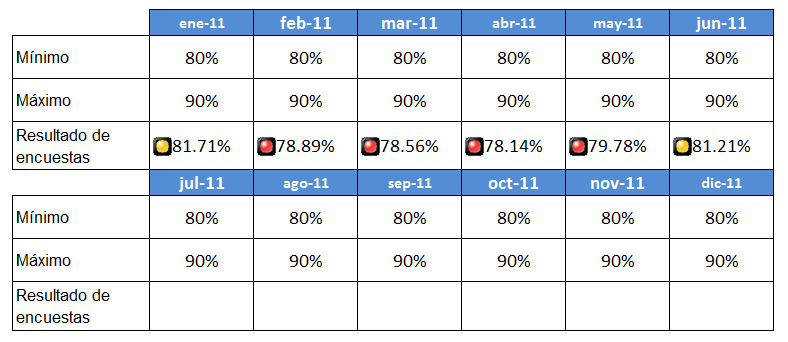 ene-11 feb-11 mar-11 abr-11 may-11 jun-11
Mínimo 80% 80% 80% 80% 80% 80%
Máximo 90% 90% 90% 90% 90% 90%
Resultado de
encuestas 81.71% 78.89% 78.56% 78.14% 79.78% 81.21%
jul-11 ago-11 sep-11 oct-11 nov-11 dic-11
Mínimo 80% 80% 80% 80% 80% 80%
Máximo 90% 90% 90% 90% 90% 90%
Resultado de
encuestas